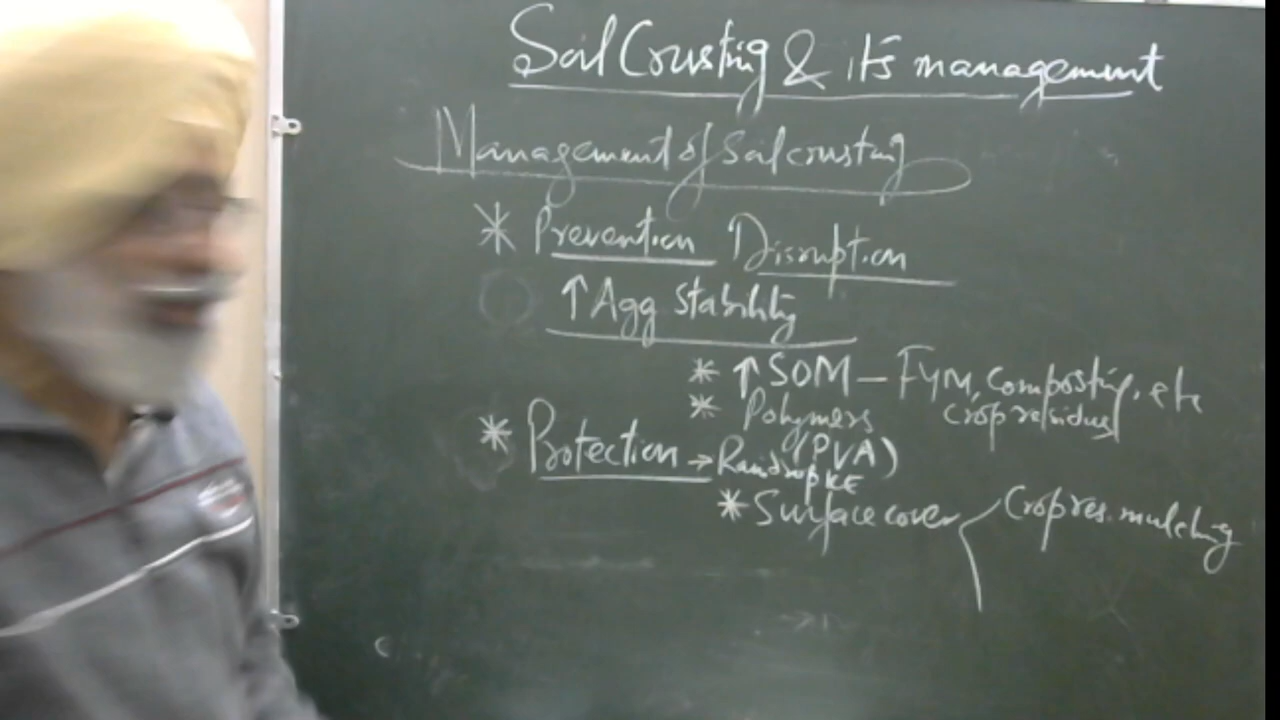 Soil Crusting & its management
Management of Soil crusting
* Prevention Disruption
↑ Agg Stability
* ↑ SOM - FYM, Composting, etc
* Polymers crop residues
(PVA)
* Protection → Raindrop KE
* Surface cover Crop res. mulching